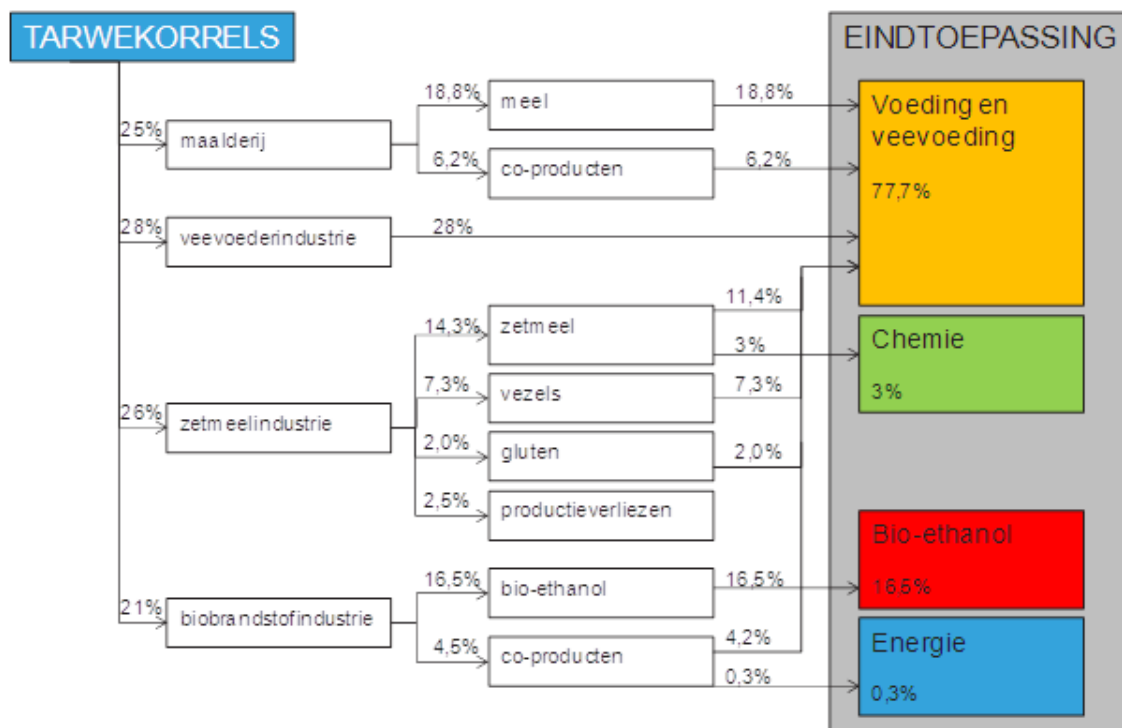 TARWEKORRELS
EINDTOEPASSING
18,8%
meel
18,8%
Voeding en
veevoeding
77,7%
25%
maalderij
6,2%
co-producten
6,2%
28%
veevoederindustrie
28%
11,4%
14,3%
zetmeel
3%
Chemie
3%
7,3%
vezels
7,3%
26%
zetmeelindustrie
2,0%
gluten
2,0%
2,5%
productieverliezen
Bio-ethanol
16,5%
16,5%
bio-ethanol
16,5%
21%
biobrandstofindustrie
4,5%
co-producten
4,2%
0,3%
Energie
0,3%